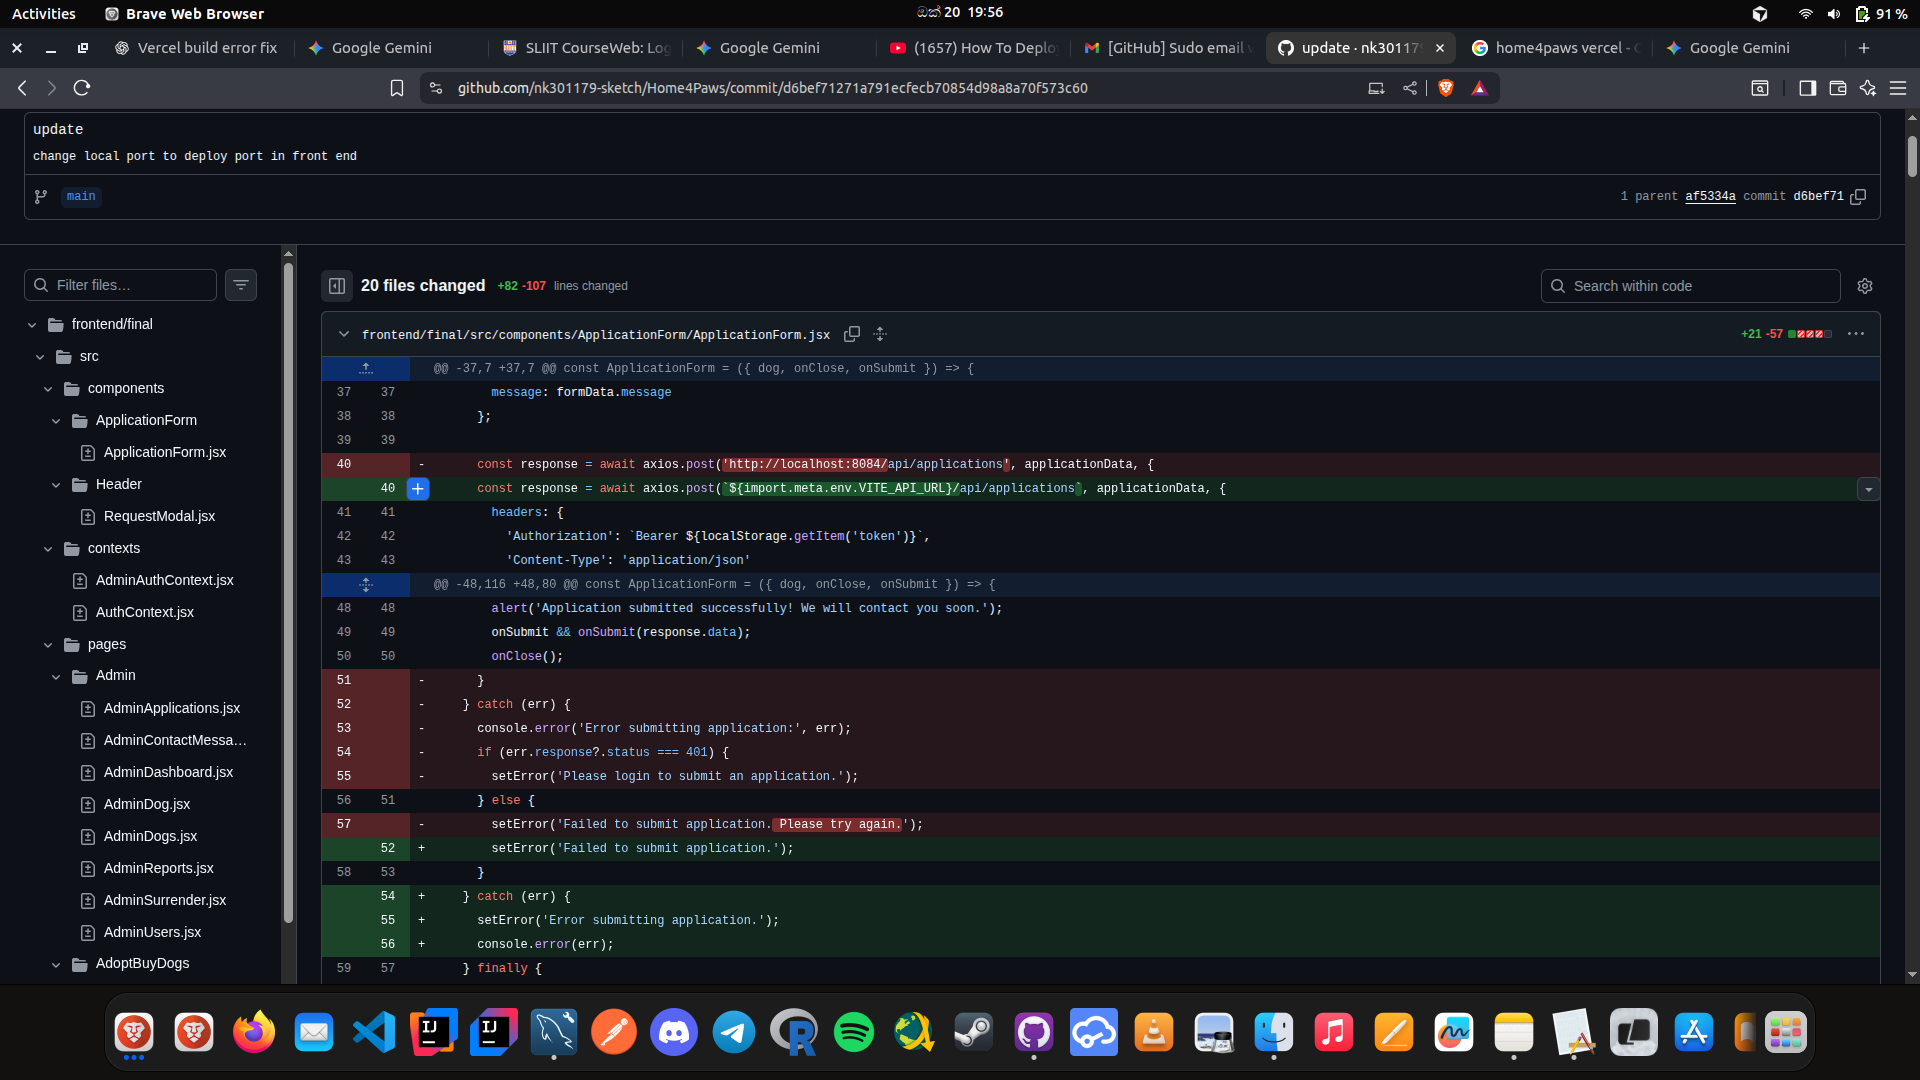 Activities
Brave Web Browser
ඔක් 20 19:56
91 %
Vercel build error fix
Google Gemini
SLIIT CourseWeb: Log
Google Gemini
(1657) How To Deplo
[GitHub] Sudo email v
update · nk301179
home4paws vercel -
Google Gemini
github.com/nk301179-sketch/Home4Paws/commit/d6bef71271a791ecfecb70854d98a8a70f573c60
update
change local port to deploy port in front end
main
1 parent af5334a commit d6bef71
Filter files…
20 files changed +82 -107 lines changed
Search within code
frontend/final
src
components
ApplicationForm
ApplicationForm.jsx
Header
RequestModal.jsx
contexts
AdminAuthContext.jsx
AuthContext.jsx
pages
Admin
AdminApplications.jsx
AdminContactMessa…
AdminDashboard.jsx
AdminDog.jsx
AdminDogs.jsx
AdminReports.jsx
AdminSurrender.jsx
AdminUsers.jsx
AdoptBuyDogs
frontend/final/src/components/ApplicationForm/ApplicationForm.jsx
+21 -57
@@ -37,7 +37,7 @@ const ApplicationForm = ({ dog, onClose, onSubmit }) => {
37 37 message: formData.message
38 38 };
39 39
40 - const response = await axios.post('http://localhost:8084/api/applications', applicationData, {
40 + const response = await axios.post(`${import.meta.env.VITE_API_URL}/api/applications`, applicationData, {
41 41 headers: {
42 42 'Authorization': `Bearer ${localStorage.getItem('token')}`,
43 43 'Content-Type': 'application/json'
@@ -48,116 +48,80 @@ const ApplicationForm = ({ dog, onClose, onSubmit }) => {
48 48 alert('Application submitted successfully! We will contact you soon.');
49 49 onSubmit && onSubmit(response.data);
50 50 onClose();
51 - }
52 - } catch (err) {
53 - console.error('Error submitting application:', err);
54 - if (err.response?.status === 401) {
55 - setError('Please login to submit an application.');
56 51 } else {
57 - setError('Failed to submit application. Please try again.');
52 + setError('Failed to submit application.');
58 53 }
54 + } catch (err) {
55 + setError('Error submitting application.');
56 + console.error(err);
59 57 } finally {